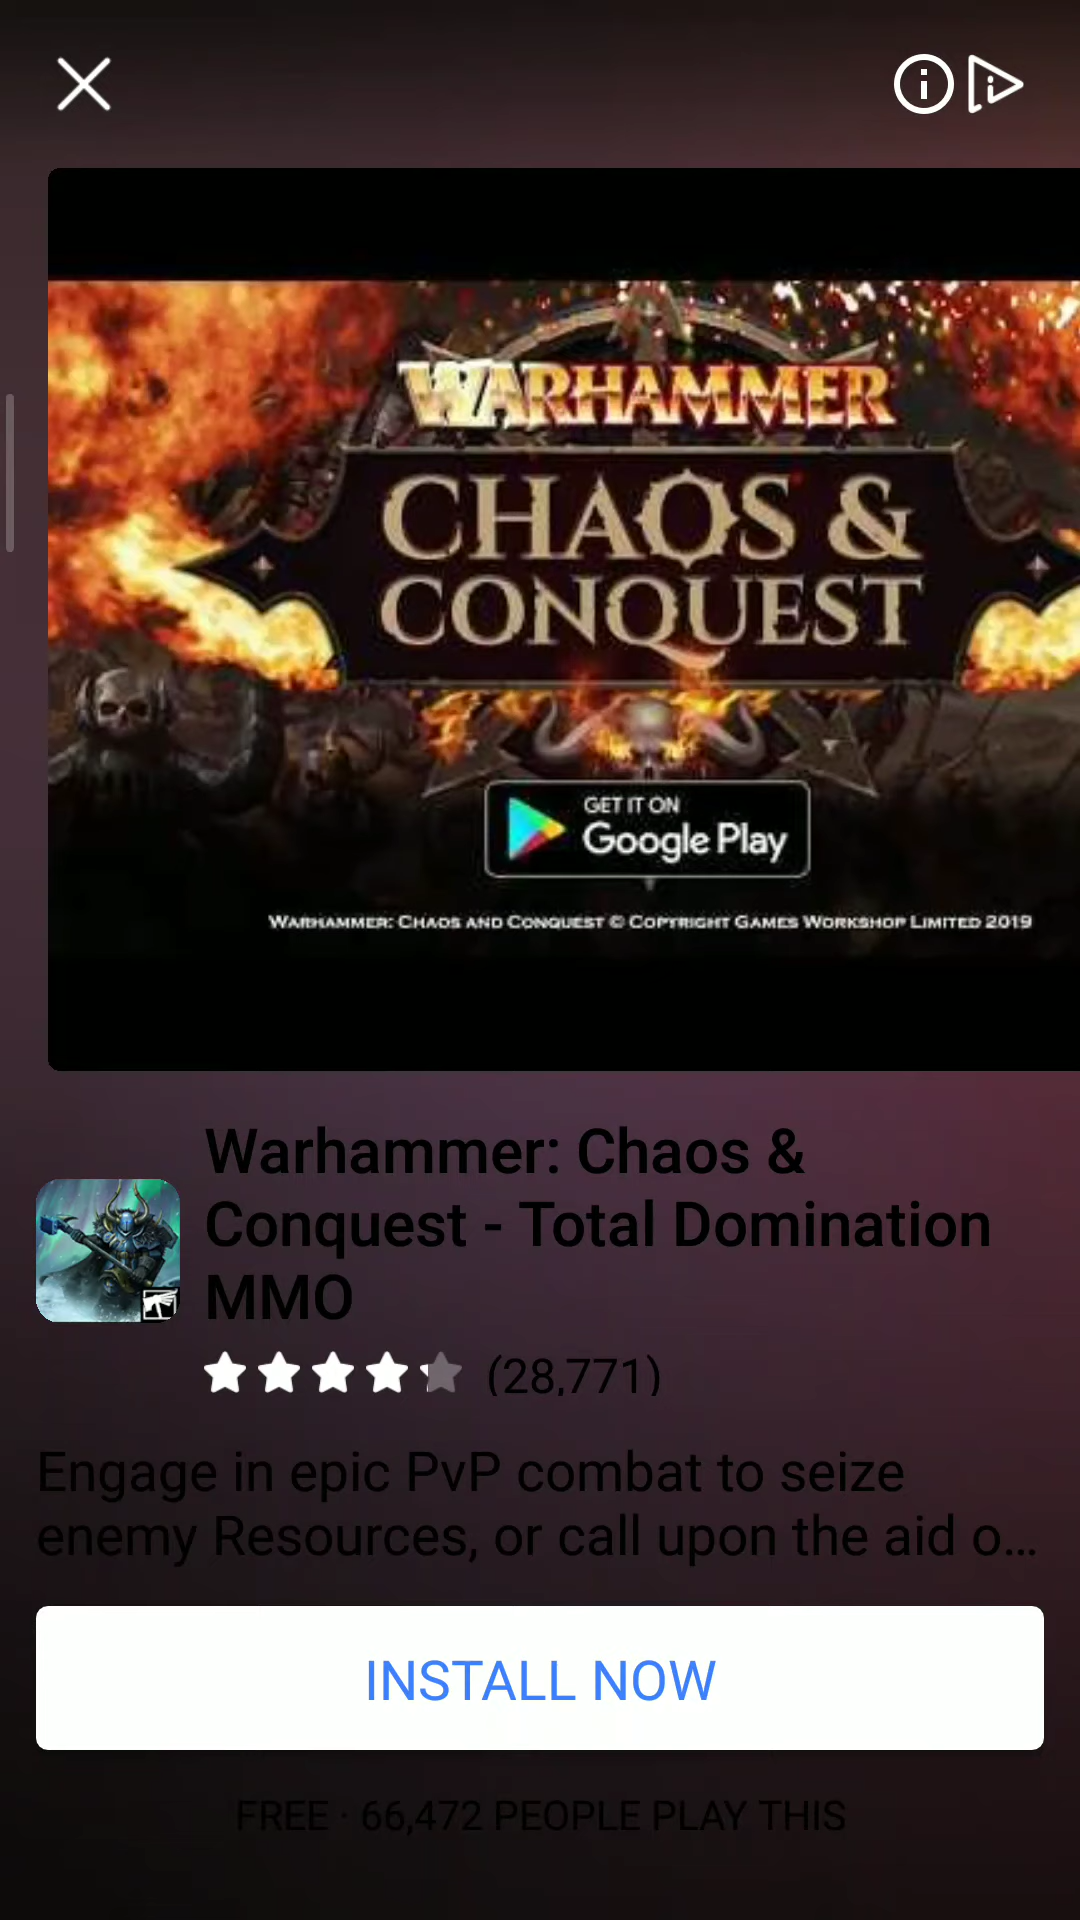 WARHAMMER
CHAOS &
CONQUEST
GET IT ON
Google Play
WARHAMMER: CHAOS AND CONQUEST © COPYRIGHT GAMES WORKSHOP LIMITED 2019
Warhammer: Chaos &
Conquest - Total Domination
MMO
(28,771)
Engage in epic PvP combat to seize
enemy Resources, or call upon the aid o...
INSTALL NOW
FREE · 66,472 PEOPLE PLAY THIS